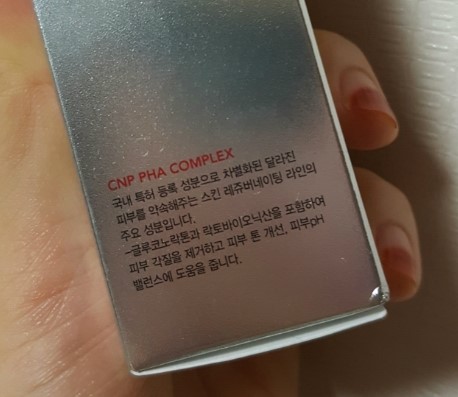 CNP PHA COMPLEX
국내 특허 등록 성분으로 차별화된 달라진
피부를 약속해주는 스킨 레쥬버네이팅 라인의
주요 성분입니다.
-글루코노락톤과 락토바이오닉산을 포함하여
피부 각질을 제거하고 피부 톤 개선, 피부pH
밸런스에 도움을 줍니다.